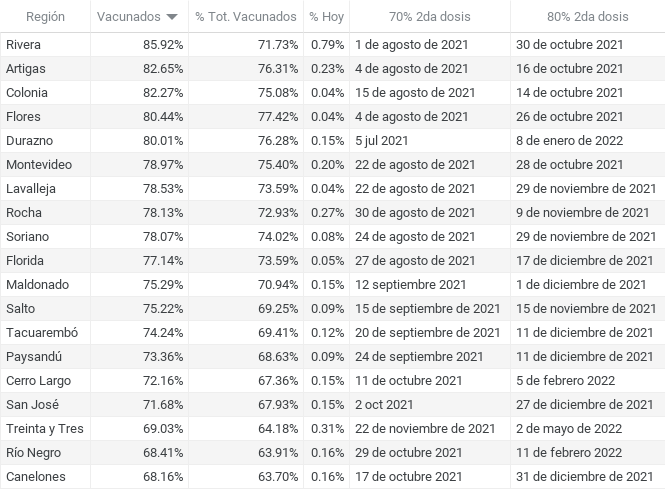 Región Vacunados % Tot. Vacunados % Hoy 70% 2da dosis 80% 2da dosis
Rivera 85.92% 71.73% 0.79% 1 de agosto de 2021 30 de octubre 2021
Artigas 82.65% 76.31% 0.23% 4 de agosto de 2021 16 de octubre 2021
Colonia 82.27% 75.08% 0.04% 15 de agosto de 2021 14 de octubre 2021
Flores 80.44% 77.42% 0.04% 4 de agosto de 2021 26 de octubre 2021
Durazno 80.01% 76.28% 0.15% 5 jul 2021 8 de enero de 2022
Montevideo 78.97% 75.40% 0.20% 22 de agosto de 2021 28 de octubre 2021
Lavalleja 78.53% 73.59% 0.04% 22 de agosto de 2021 29 de noviembre de 2021
Rocha 78.13% 72.93% 0.27% 30 de agosto de 2021 9 de noviembre de 2021
Soriano 78.07% 74.02% 0.08% 24 de agosto de 2021 29 de noviembre de 2021
Florida 77.14% 73.59% 0.05% 27 de agosto de 2021 17 de diciembre de 2021
Maldonado 75.29% 70.94% 0.15% 12 septiembre 2021 1 de diciembre de 2021
Salto 75.22% 69.25% 0.09% 15 de septiembre de 2021 15 de noviembre de 2021
Tacuarembó 74.24% 69.41% 0.12% 20 de septiembre de 2021 11 de diciembre de 2021
Paysandú 73.36% 68.63% 0.09% 24 de septiembre 2021 11 de diciembre de 2021
Cerro Largo 72.16% 67.36% 0.15% 11 de octubre 2021 5 de febrero 2022
San José 71.68% 67.93% 0.15% 2 oct 2021 27 de diciembre de 2021
Treinta y Tres 69.03% 64.18% 0.31% 22 de noviembre de 2021 2 de mayo de 2022
Río Negro 68.41% 63.91% 0.16% 29 de octubre 2021 11 de febrero 2022
Canelones 68.16% 63.70% 0.16% 17 de octubre 2021 31 de diciembre de 2021